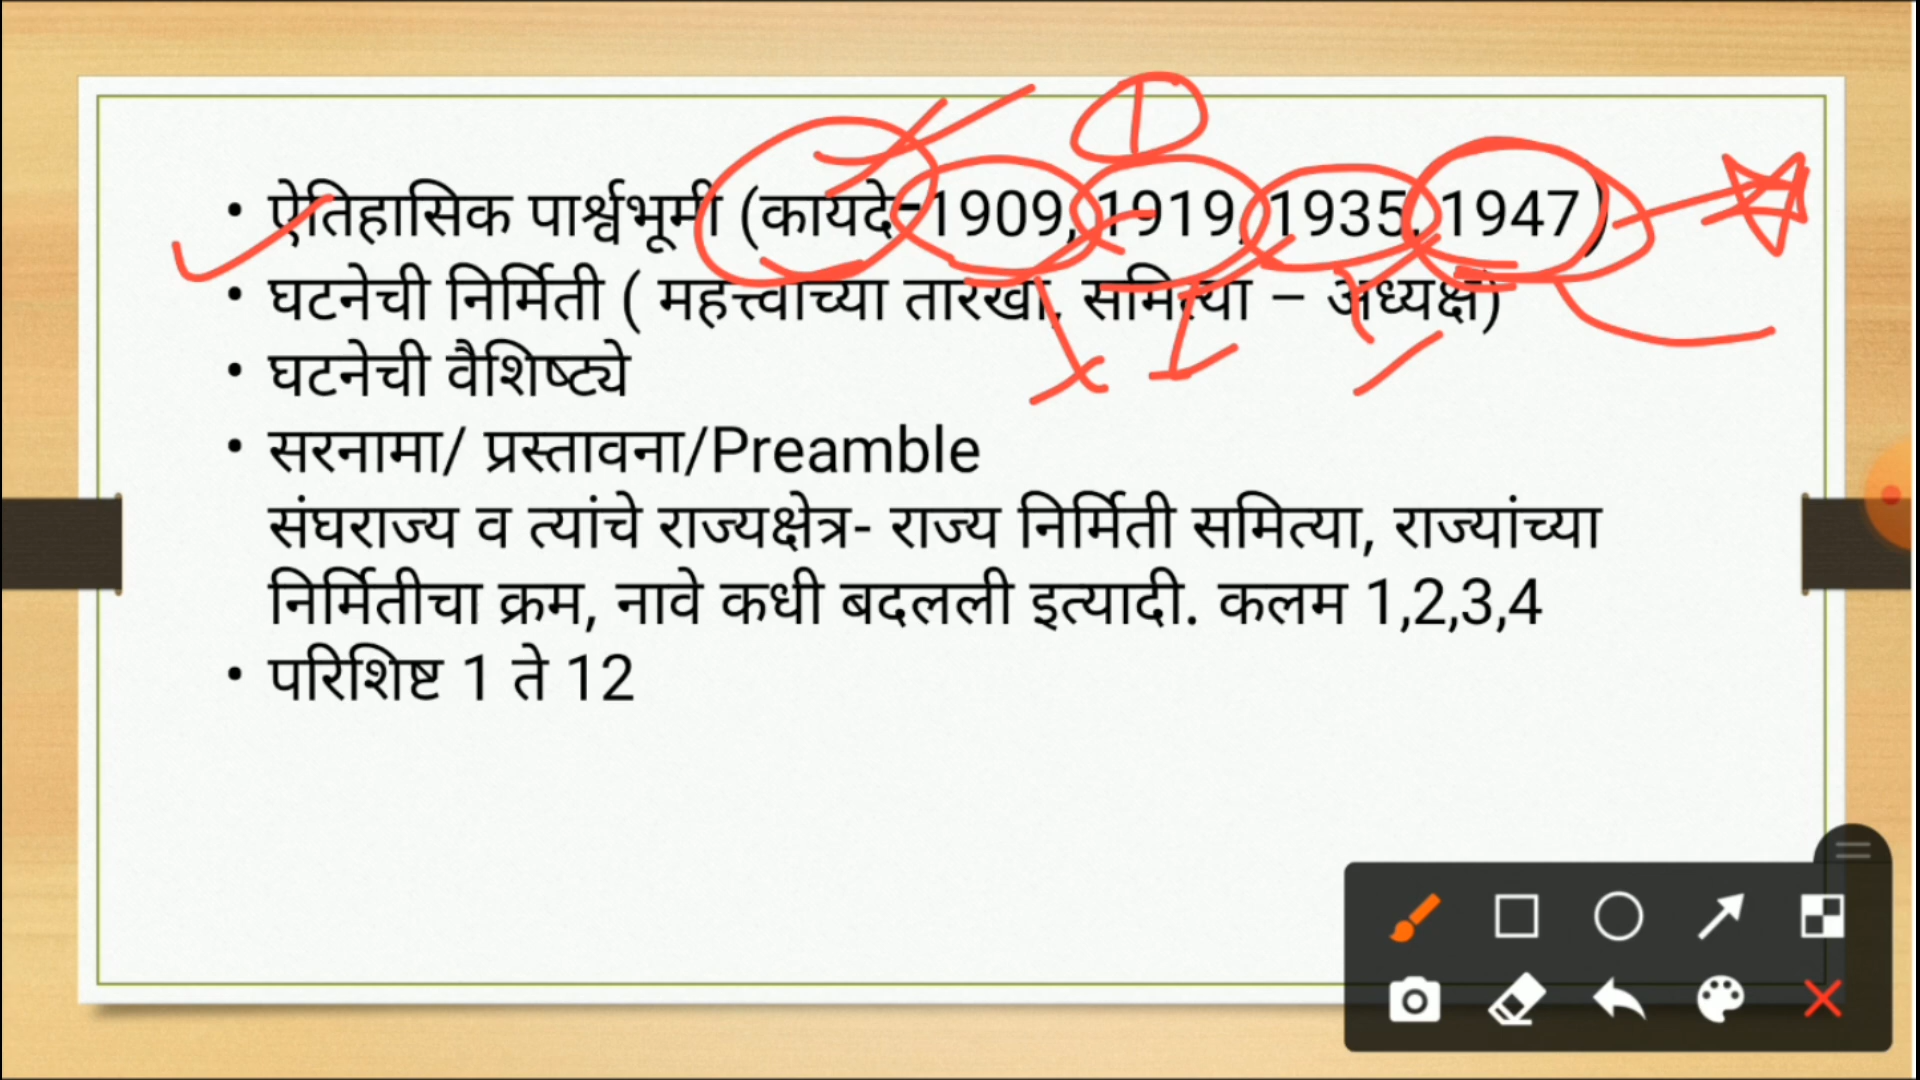 • ऐतिहासिक पार्श्वभूमी (कायदे-1909, 1919, 1935, 1947)
• घटनेची निर्मिती ( महत्त्वाच्या तारखा, समित्या – अध्यक्ष)
• घटनेची वैशिष्ट्ये
• सरनामा/ प्रस्तावना/Preamble
संघराज्य व त्यांचे राज्यक्षेत्र- राज्य निर्मिती समित्या, राज्यांच्या
निर्मितीचा क्रम, नावे कधी बदलली इत्यादी. कलम 1,2,3,4
• परिशिष्ट 1 ते 12